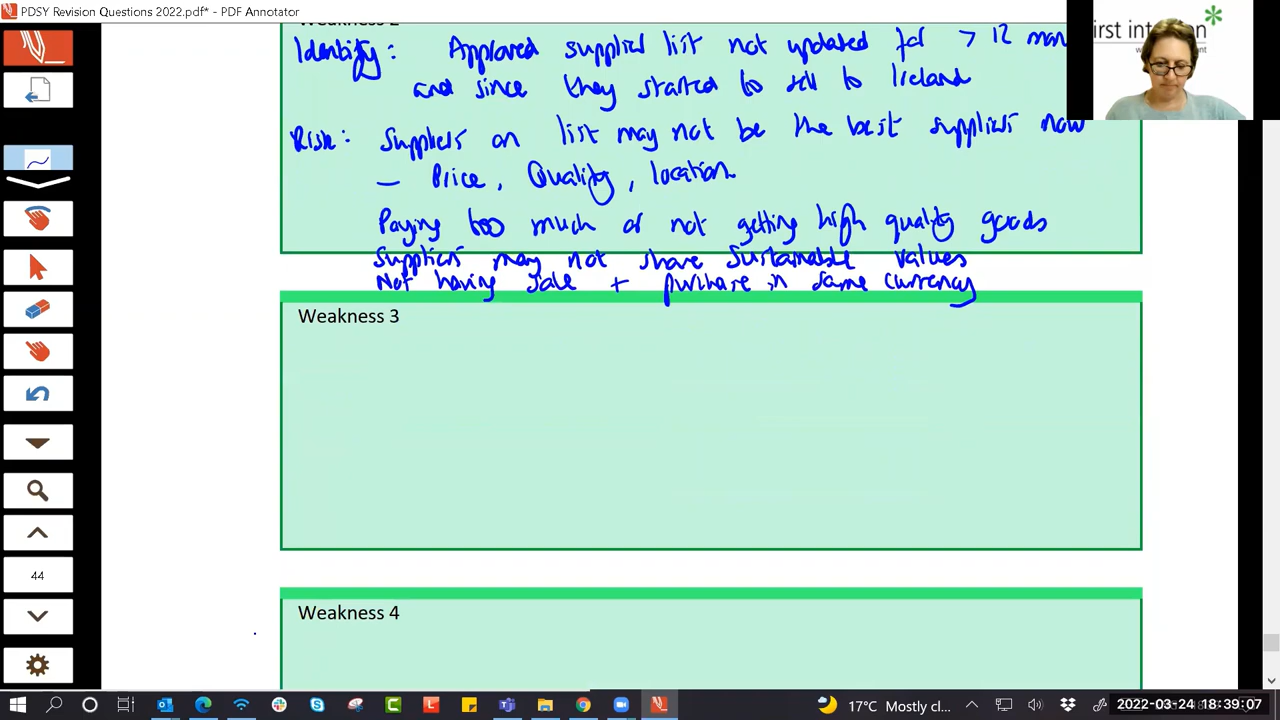 PDSY Revision Questions 2022.pdf* - PDF Annotator
Weakness 2
Identify: Approved supplier list not updated for > 12 mon
and since they started to sell to Ireland
Risk: Suppliers on list may not be the best suppliers now
– Price, Quality, location
Paying too much or not getting high quality goods
Suppliers may not share Sustainable values
Not having sale + purchase in same currency
Weakness 3
Weakness 4
44
irst intuition
17°C Mostly cl...
2022-03-24 18:39:07